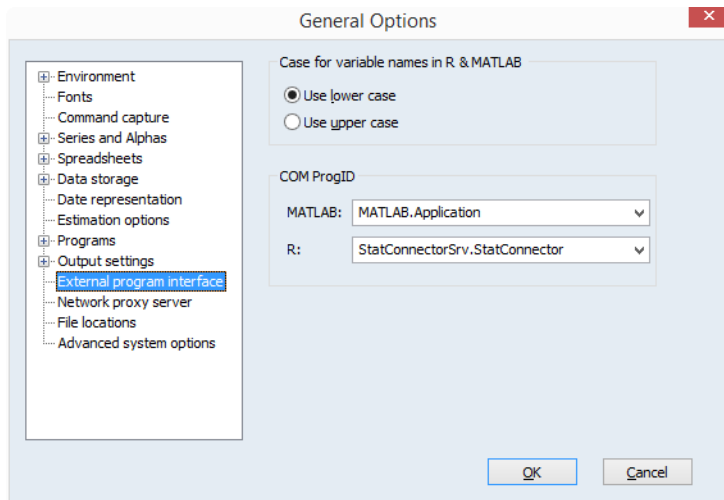 General Options
Environment
Fonts
Command capture
Series and Alphas
Spreadsheets
Data storage
Date representation
Estimation options
Programs
Output settings
External program interface
Network proxy server
File locations
Advanced system options
Case for variable names in R & MATLAB
Use lower case
Use upper case
COM ProgID
MATLAB: MATLAB.Application
R: StatConnectorSrv.StatConnector
OK Cancel